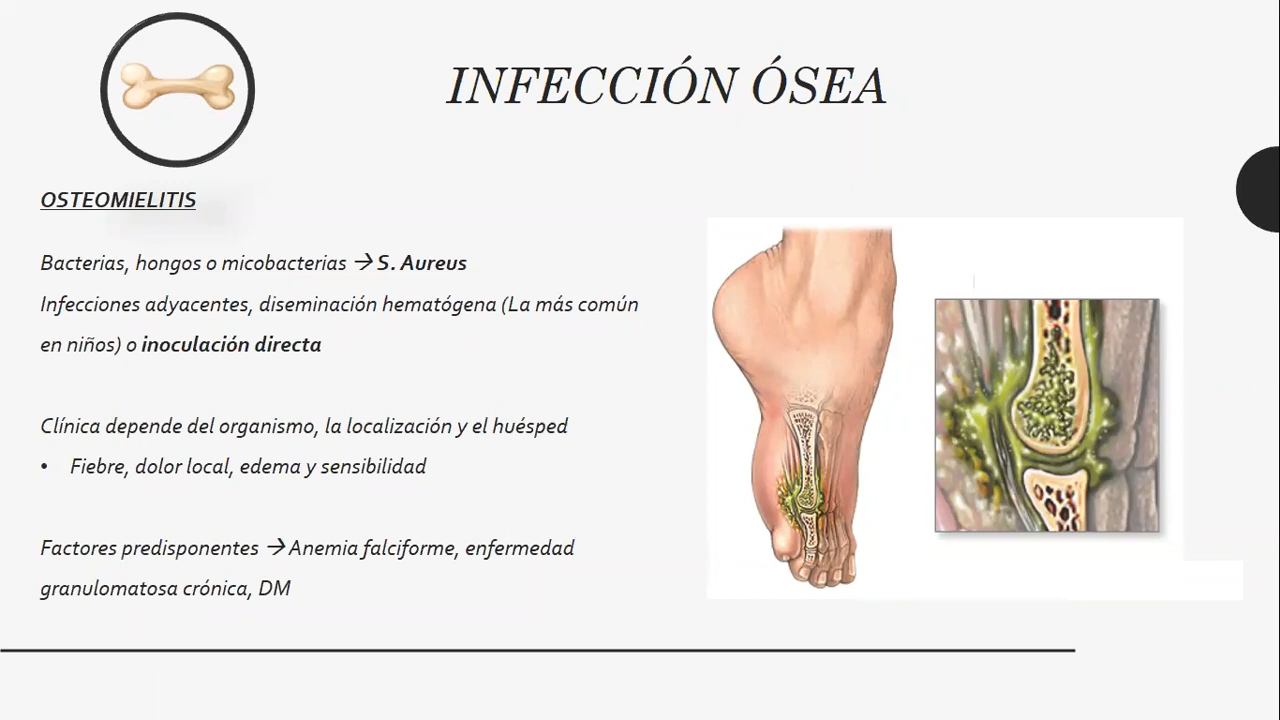 INFECCIÓN ÓSEA
OSTEOMIELITIS
Bacterias, hongos o micobacterias → S. Aureus
Infecciones adyacentes, diseminación hematógena (La más común
en niños) o inoculación directa
Clínica depende del organismo, la localización y el huésped
• Fiebre, dolor local, edema y sensibilidad
Factores predisponentes → Anemia falciforme, enfermedad
granulomatosa crónica, DM